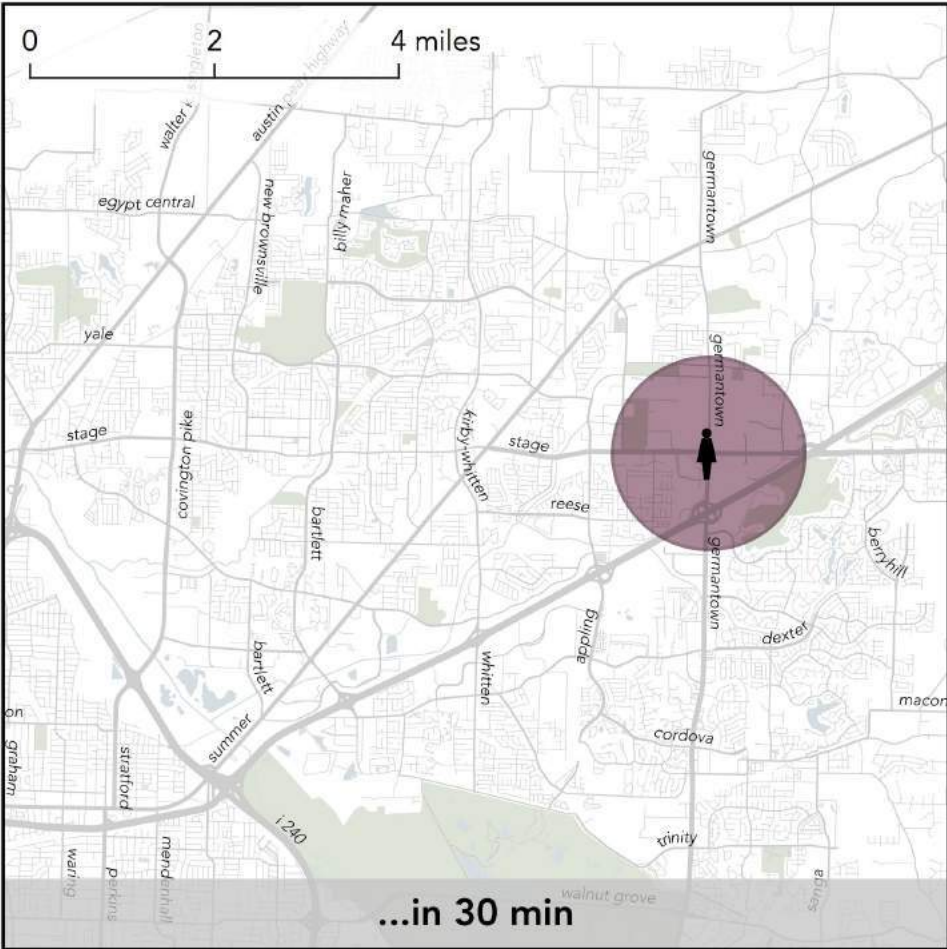 0
2
4 miles
walter k singleton
austin peay highway
egypt central
new brownsville
billy maher
germantown
yale
germantown
stage
covington pike
kirby-whitten
stage
reese
bartlett
germantown
berryhill
appling
dexter
bartlett
whitten
macon
on
summer
cordova
graham
stratford
i 240
trinity
waring
perkins
mendenhall
walnut grove
sanga
...in 30 min